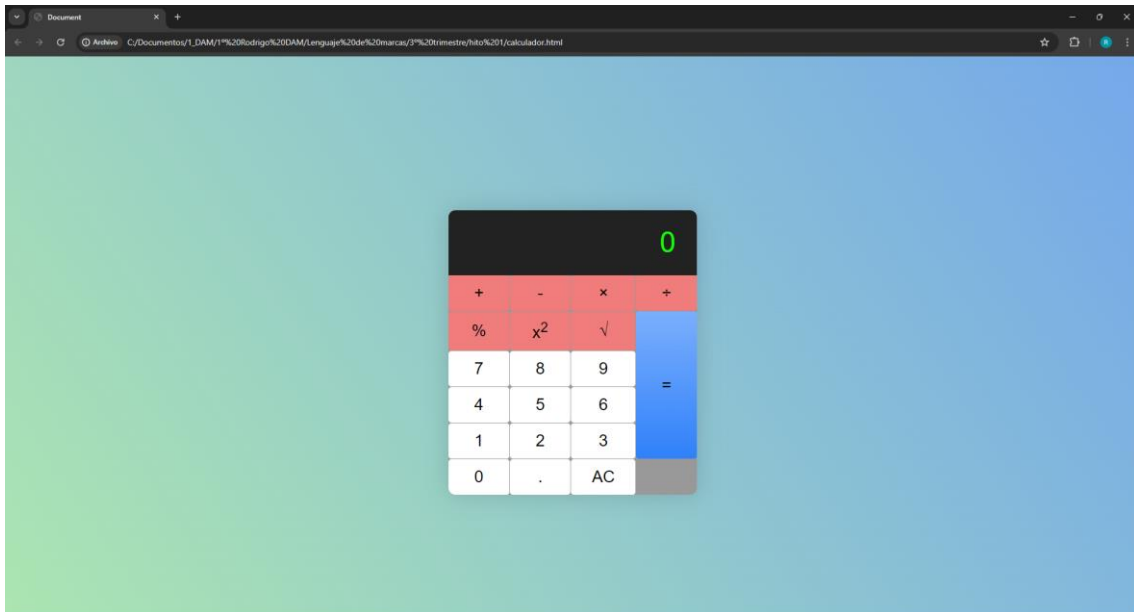 Document
Archivo C:/Documentos/1_DAM/1º%20Rodrigo%20DAM/Lenguaje%20de%20marcas/3º%20trimestre/hito%201/calculador.html
0
+ - × ÷
% x² √
7 8 9
=
4 5 6
1 2 3
0 . AC